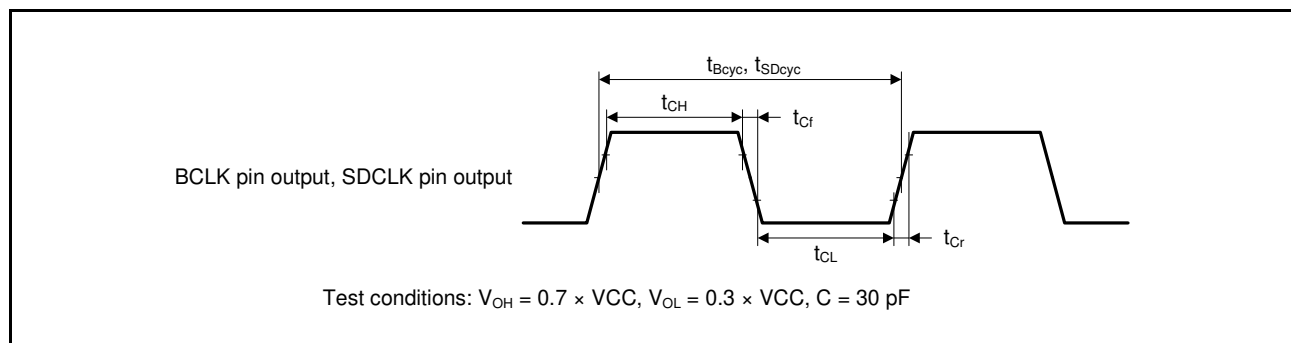 tBcyc, tSDcyc
tCH
tCf
BCLK pin output, SDCLK pin output
tCL
tCr
Test conditions: VOH = 0.7 × VCC, VOL = 0.3 × VCC, C = 30 pF